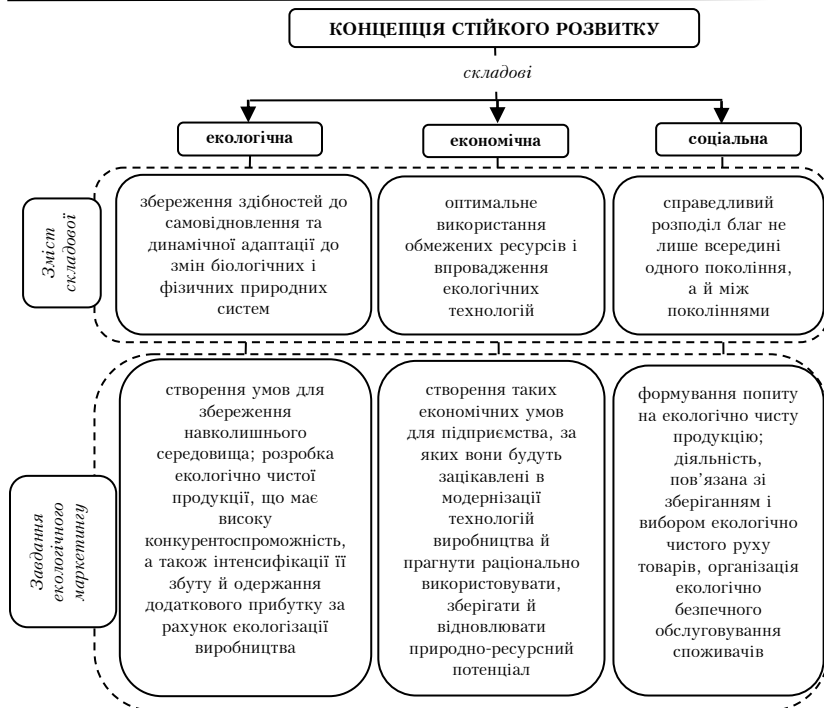 КОНЦЕПЦІЯ СТІЙКОГО РОЗВИТКУ
складові
екологічна
економічна
соціальна
Зміст
складової
збереження здібностей до
самовідновлення та
динамічної адаптації до
змін біологічних і
фізичних природних
систем
оптимальне
використання
обмежених ресурсів і
впровадження
екологічних
технологій
справедливий
розподіл благ не
лише всередині
одного покоління,
а й між
поколіннями
Завдання
екологічного
маркетингу
створення умов для
збереження
навколишнього
середовища; розробка
екологічно чистої
продукції, що має
високу
конкурентоспроможність,
а також інтенсифікації її
збуту й одержання
додаткового прибутку за
рахунок екологізації
виробництва
створення таких
економічних умов
для підприємства, за
яких вони будуть
зацікавлені в
модернізації
технологій
виробництва й
прагнути раціонально
використовувати,
зберігати й
відновлювати
природно-ресурсний
потенціал
формування попиту
на екологічно чисту
продукцію;
діяльність,
пов’язана зі
зберіганням і
вибором екологічно
чистого руху
товарів, організація
екологічно
безпечного
обслуговування
споживачів